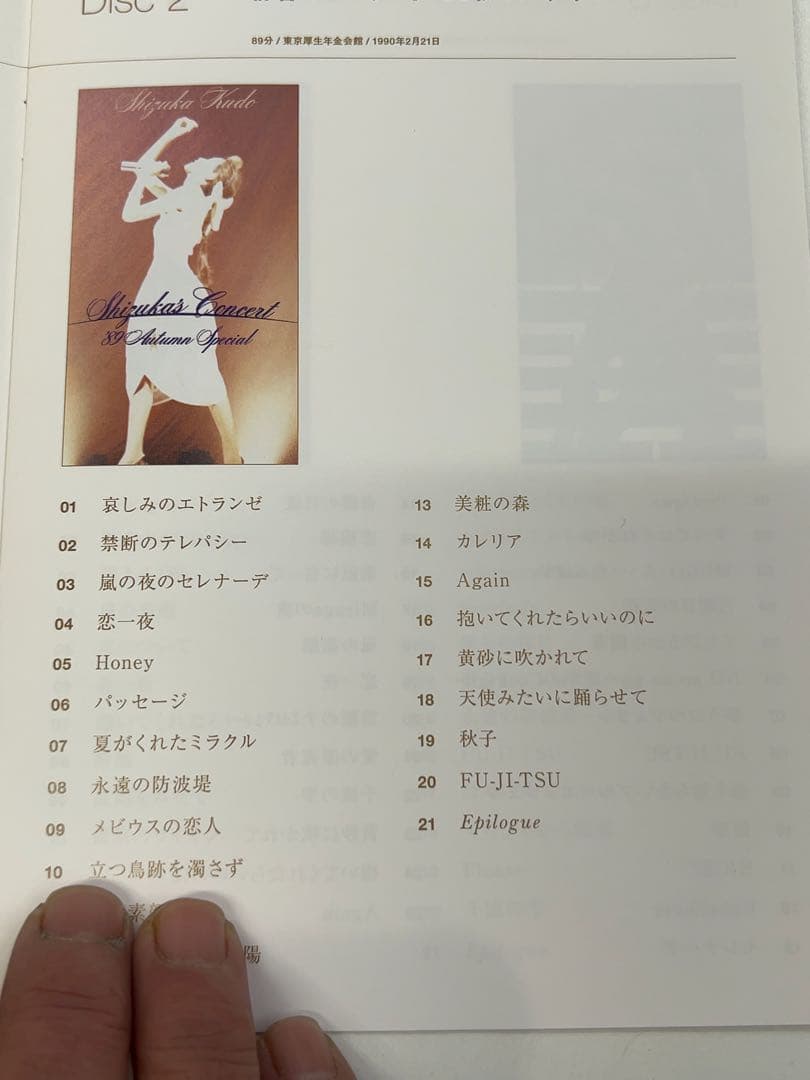 Disc 2
89分 / 東京厚生年金会館 / 1990年2月21日
Shizuka Kudo
Shizuka's Concert
'89 Autumn Special
01 哀しみのエトランゼ
02 禁断のテレパシー
03 嵐の夜のセレナーデ
04 恋一夜
05 Honey
06 パッセージ
07 夏がくれたミラクル
08 永遠の防波堤
09 メビウスの恋人
10 立つ鳥跡を濁さず
素
陽
13 美粧の森
14 カレリア
15 Again
16 抱いてくれたらいいのに
17 黄砂に吹かれて
18 天使みたいに踊らせて
19 秋子
20 FU-JI-TSU
21 Epilogue